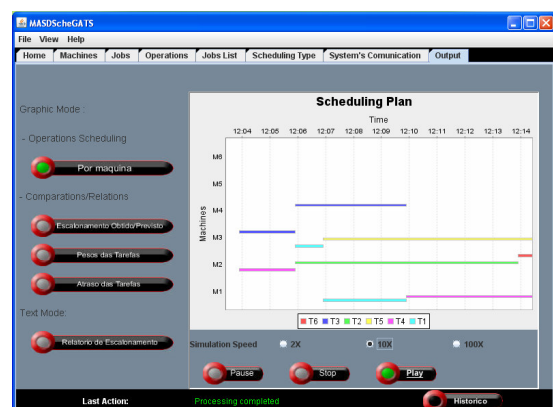 MASDScheGATS
File View Help
Home Machines Jobs Operations Jobs List Scheduling Type System's Comunication Output
Graphic Mode :
- Operations Scheduling
Por maquina
- Comparations/Relations
Escalonamento Obtido/Previsto
Pesos das Tarefas
Atraso das Tarefas
Text Mode:
Relatorio de Escalonamento
Scheduling Plan
Time
12:04 12:05 12:06 12:07 12:08 12:09 12:10 12:11 12:12 12:13 12:14
Machines
M6
M5
M4
M3
M2
M1
T6 T3 T2 T5 T4 T1
Simulation Speed 2X 10X 100X
Pause Stop Play
Last Action: Processing completed Historico